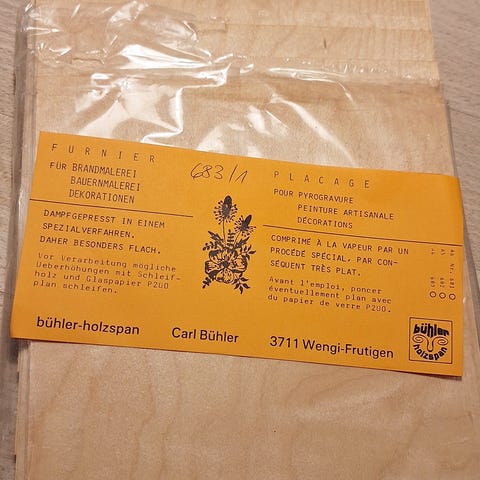 FURNIER
FÜR BRANDMALEREI
BAUERNMALEREI
DEKORATIONEN
DAMPFGEPRESST IN EINEM
SPEZIALVERFAHREN.
DAHER BESONDERS FLACH.
Vor Verarbeitung mögliche
Ueberhöhungen mit Schleif-
holz und Glaspapier P200
plan schleifen.
683/1
PLACAGE
POUR PYROGRAVURE
PEINTURE ARTISANALE
DÉCORATIONS
COMPRIMÉ À LA VAPEUR PAR UN
PROCÉDÉ SPÉCIAL. PAR CON-
SÉQUENT TRÈS PLAT.
Avant l'emploi, poncer
éventuellement plan avec
du papier de verre P200.
bühler-holzspan
Carl Bühler
3711 Wengi-Frutigen
bühler
holzspan